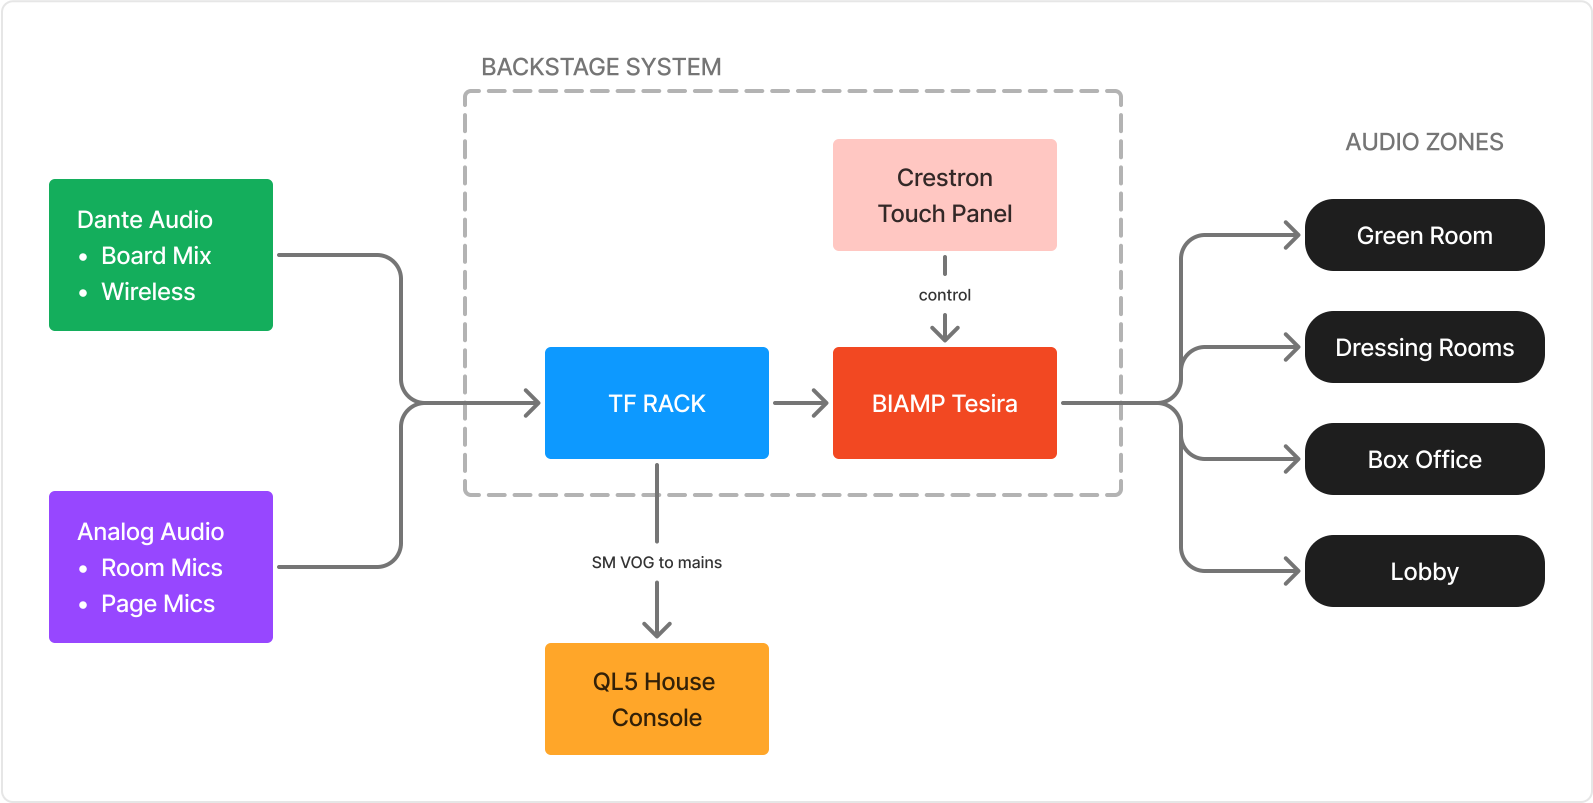 BACKSTAGE SYSTEM
AUDIO ZONES
Dante Audio
• Board Mix
• Wireless
Analog Audio
• Room Mics
• Page Mics
TF RACK
Crestron
Touch Panel
control
BIAMP Tesira
SM VOG to mains
QL5 House
Console
Green Room
Dressing Rooms
Box Office
Lobby